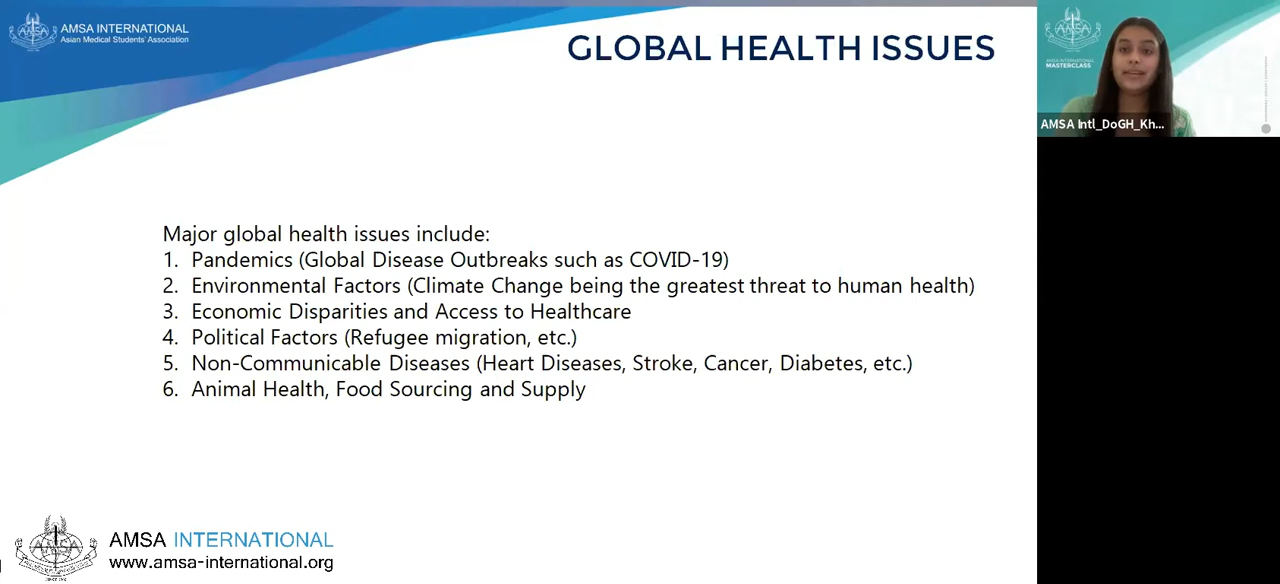 AMSA INTERNATIONAL
Asian Medical Students' Association
GLOBAL HEALTH ISSUES
AMSA INTERNATIONAL
MASTERCLASS
AMSA Intl_DoGH_Kh...
Major global health issues include:
1. Pandemics (Global Disease Outbreaks such as COVID-19)
2. Environmental Factors (Climate Change being the greatest threat to human health)
3. Economic Disparities and Access to Healthcare
4. Political Factors (Refugee migration, etc.)
5. Non-Communicable Diseases (Heart Diseases, Stroke, Cancer, Diabetes, etc.)
6. Animal Health, Food Sourcing and Supply
AMSA INTERNATIONAL
www.amsa-international.org